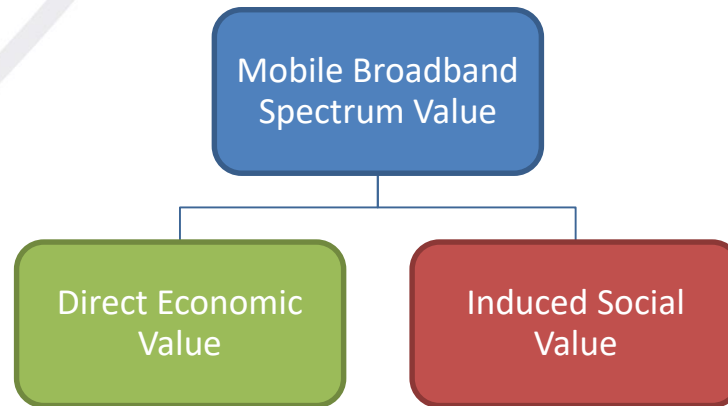 Mobile Broadband
Spectrum Value
Direct Economic
Value
Induced Social
Value